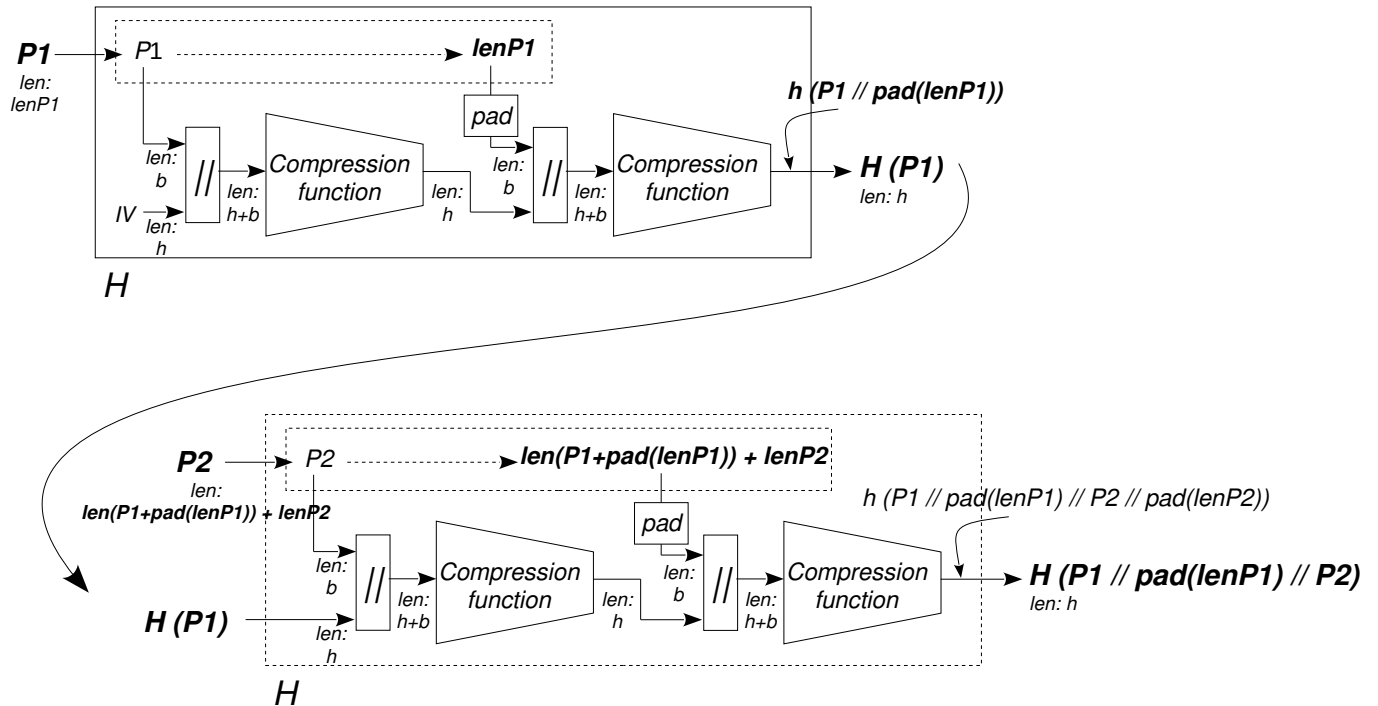 P1
len:
lenP1
P1
lenP1
pad
h (P1 // pad(lenP1))
len:
b
//
len:
h+b
Compression
function
len:
h
len:
b
//
len:
h+b
Compression
function
H (P1)
len: h
IV
len:
h
H
P2
len:
len(P1+pad(lenP1)) + lenP2
P2
len(P1+pad(lenP1)) + lenP2
pad
h (P1 // pad(lenP1) // P2 // pad(lenP2))
len:
b
//
len:
h+b
Compression
function
len:
h
len:
b
//
len:
h+b
Compression
function
H (P1 // pad(lenP1) // P2)
len: h
H (P1)
len:
h
H